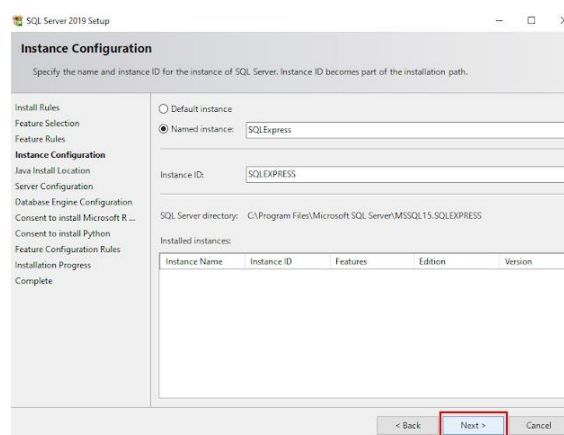 SQL Server 2019 Setup
Instance Configuration
Specify the name and instance ID for the instance of SQL Server. Instance ID becomes part of the installation path.
Install Rules
Feature Selection
Feature Rules
Instance Configuration
Java Install Location
Server Configuration
Database Engine Configuration
Consent to install Microsoft R ...
Consent to install Python
Feature Configuration Rules
Installation Progress
Complete
Default instance
Named instance: SQLExpress
Instance ID: SQLEXPRESS
SQL Server directory: C:\Program Files\Microsoft SQL Server\MSSQL15.SQLEXPRESS
Installed instances:
Instance Name Instance ID Features Edition Version
< Back Next > Cancel